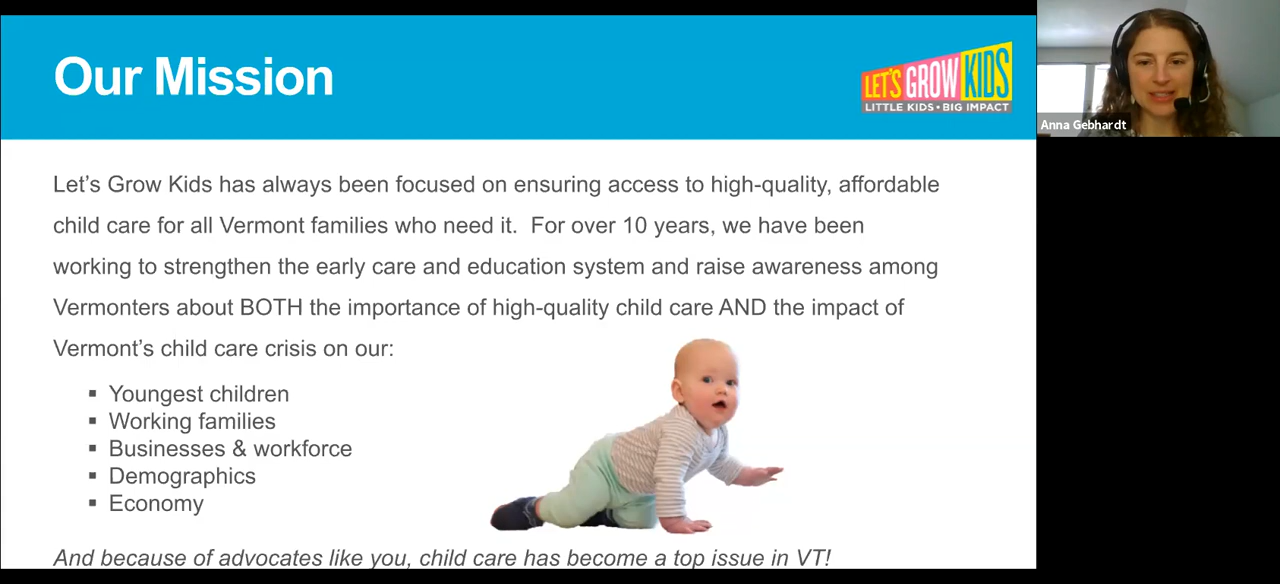 Our Mission
LET'S GROW KIDS
LITTLE KIDS • BIG IMPACT
Anna Gebhardt
Let’s Grow Kids has always been focused on ensuring access to high-quality, affordable
child care for all Vermont families who need it.  For over 10 years, we have been
working to strengthen the early care and education system and raise awareness among
Vermonters about BOTH the importance of high-quality child care AND the impact of
Vermont’s child care crisis on our:
▪ Youngest children
▪ Working families
▪ Businesses & workforce
▪ Demographics
▪ Economy
And because of advocates like you, child care has become a top issue in VT!